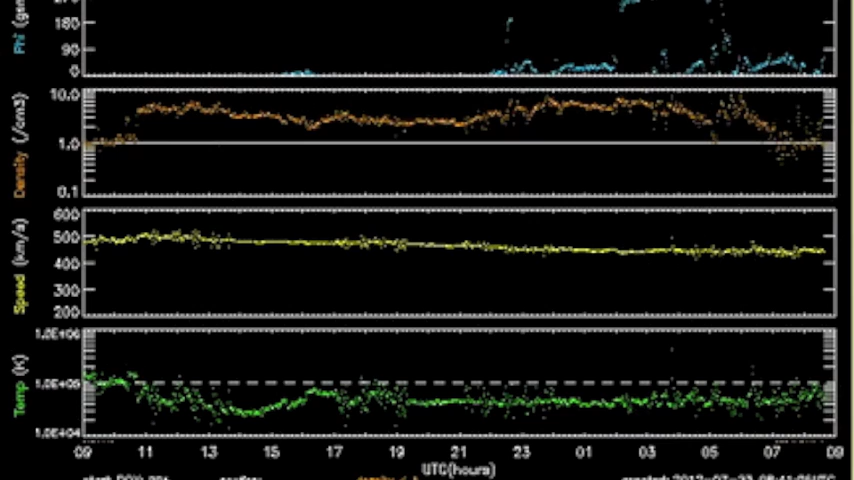 Phi (gsm
180
90
0
Density (/cm3)
10.0
1.0
0.1
Speed (km/s)
600
500
400
300
200
Temp (K)
1.0E+06
1.0E+05
1.0E+04
09 11 13 15 17 19 21 23 01 03 05 07 09
UTC(hours)